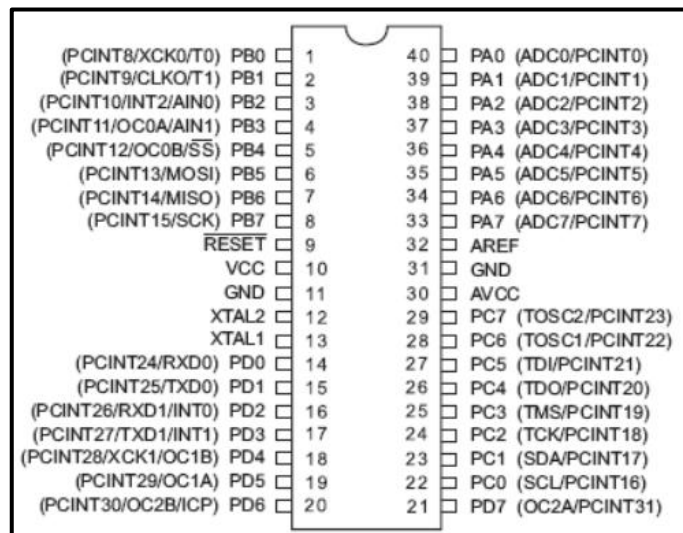 (PCINT8/XCK0/T0) PB0 1 40 PA0 (ADC0/PCINT0)
(PCINT9/CLKO/T1) PB1 2 39 PA1 (ADC1/PCINT1)
(PCINT10/INT2/AIN0) PB2 3 38 PA2 (ADC2/PCINT2)
(PCINT11/OC0A/AIN1) PB3 4 37 PA3 (ADC3/PCINT3)
(PCINT12/OC0B/SS) PB4 5 36 PA4 (ADC4/PCINT4)
(PCINT13/MOSI) PB5 6 35 PA5 (ADC5/PCINT5)
(PCINT14/MISO) PB6 7 34 PA6 (ADC6/PCINT6)
(PCINT15/SCK) PB7 8 33 PA7 (ADC7/PCINT7)
RESET 9 32 AREF
VCC 10 31 GND
GND 11 30 AVCC
XTAL2 12 29 PC7 (TOSC2/PCINT23)
XTAL1 13 28 PC6 (TOSC1/PCINT22)
(PCINT24/RXD0) PD0 14 27 PC5 (TDI/PCINT21)
(PCINT25/TXD0) PD1 15 26 PC4 (TDO/PCINT20)
(PCINT26/RXD1/INT0) PD2 16 25 PC3 (TMS/PCINT19)
(PCINT27/TXD1/INT1) PD3 17 24 PC2 (TCK/PCINT18)
(PCINT28/XCK1/OC1B) PD4 18 23 PC1 (SDA/PCINT17)
(PCINT29/OC1A) PD5 19 22 PC0 (SCL/PCINT16)
(PCINT30/OC2B/ICP) PD6 20 21 PD7 (OC2A/PCINT31)